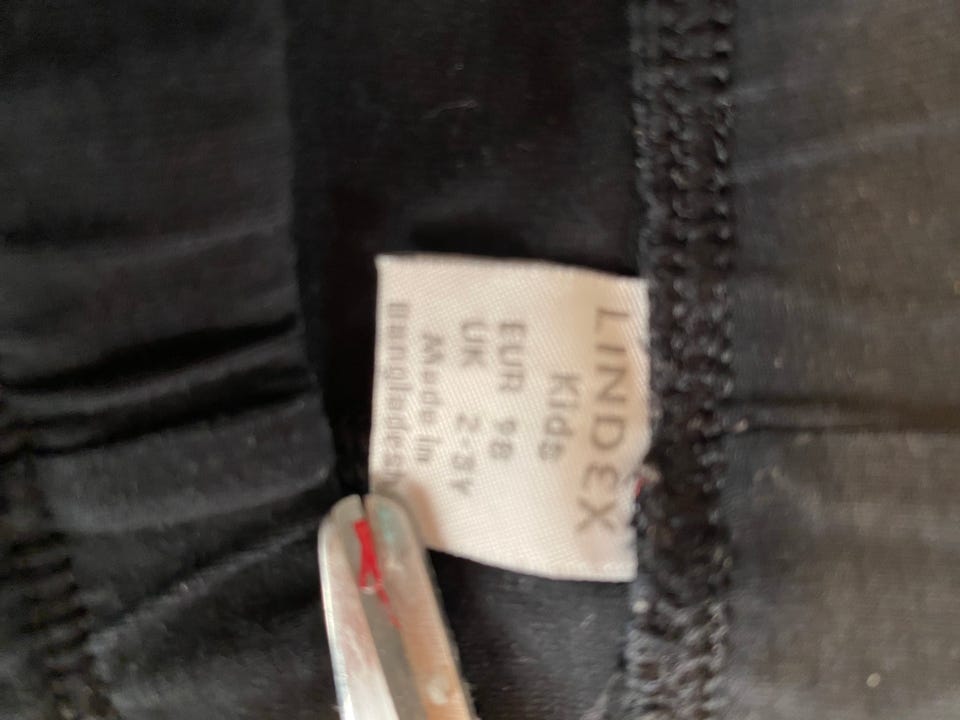 LINDEX
Kids
EUR 98
UK 2-3Y
Made in
Bangladesh